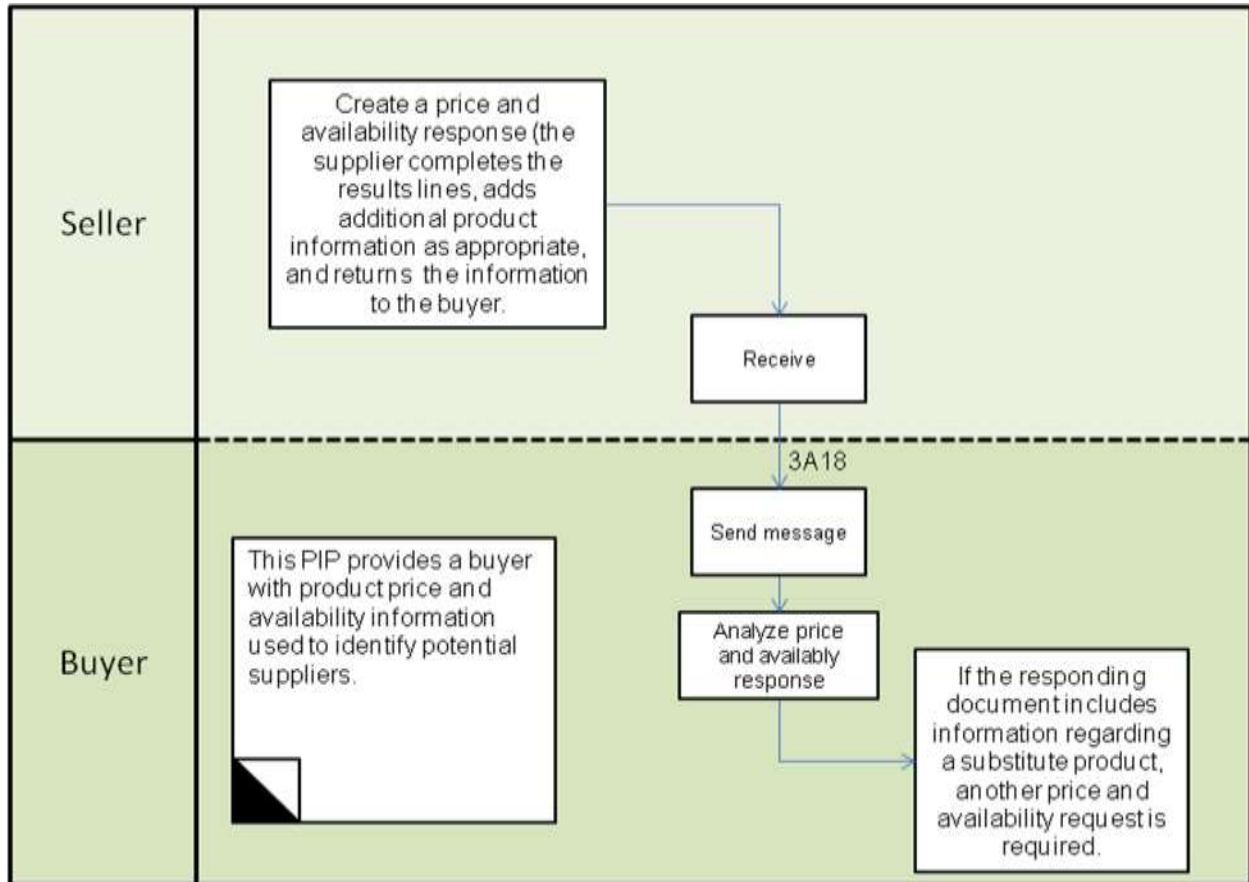 Seller
Create a price and
availability response (the
supplier completes the
results lines, adds
additional product
information as appropriate,
and returns the information
to the buyer.
Receive
3A18
Send message
Buyer
This PIP provides a buyer
with product price and
availability information
used to identify potential
suppliers.
Analyze price
and availably
response
If the responding
document includes
information regarding
a substitute product,
another price and
availability request is
required.